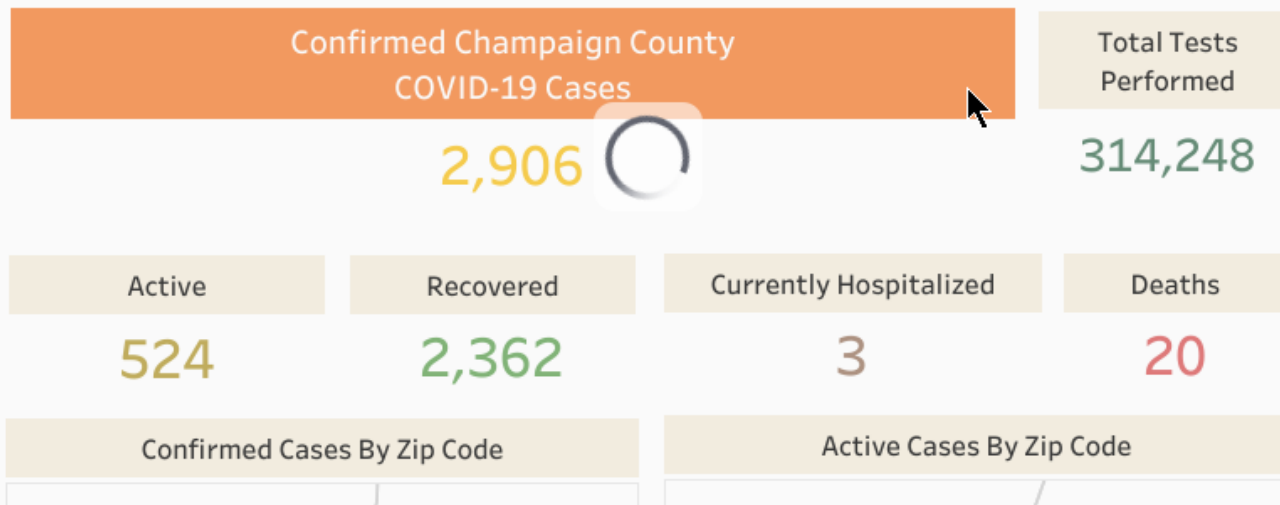 Confirmed Champaign County
COVID-19 Cases
2,906
Total Tests
Performed
314,248
Active
524
Recovered
2,362
Currently Hospitalized
3
Deaths
20
Confirmed Cases By Zip Code
Active Cases By Zip Code